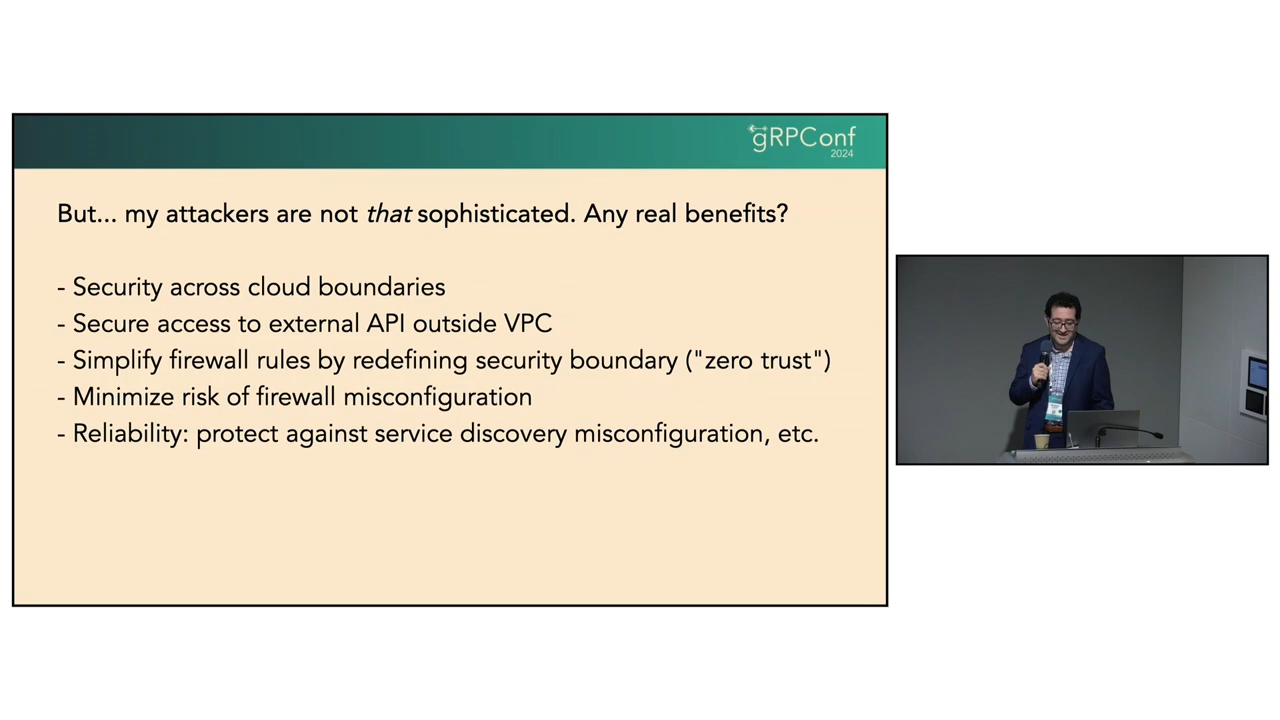 gRPConf
2024
But... my attackers are not that sophisticated. Any real benefits?
- Security across cloud boundaries
- Secure access to external API outside VPC
- Simplify firewall rules by redefining security boundary ("zero trust")
- Minimize risk of firewall misconfiguration
- Reliability: protect against service discovery misconfiguration, etc.